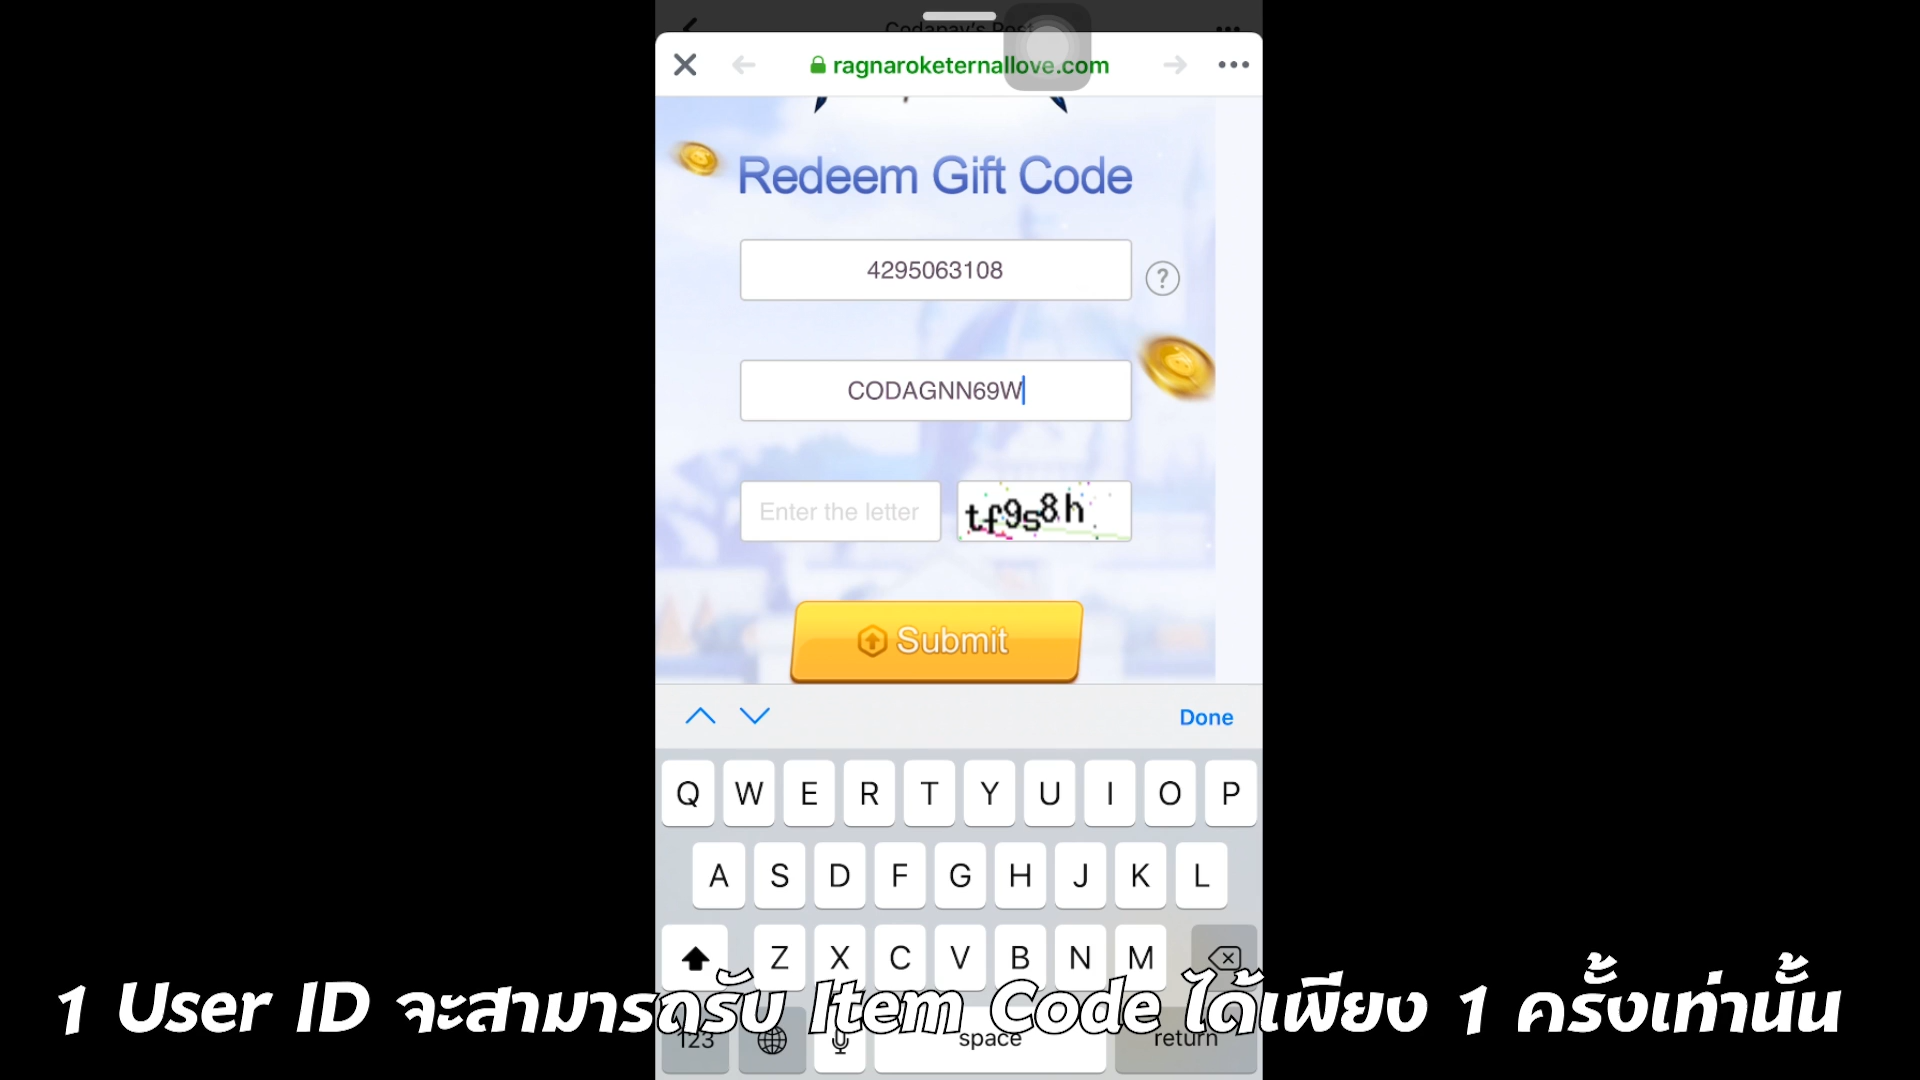 Codapay's Post
ragnaroketernallove.com
Redeem Gift Code
4295063108
?
CODAGNN69W
Enter the letter
tf9s8h
Submit
Done
Q W E R T Y U I O P
A S D F G H J K L
Z X C V B N M
1 User ID จะสามารถรับ Item Code ได้เพียง 1 ครั้งเท่านั้น
123 space return